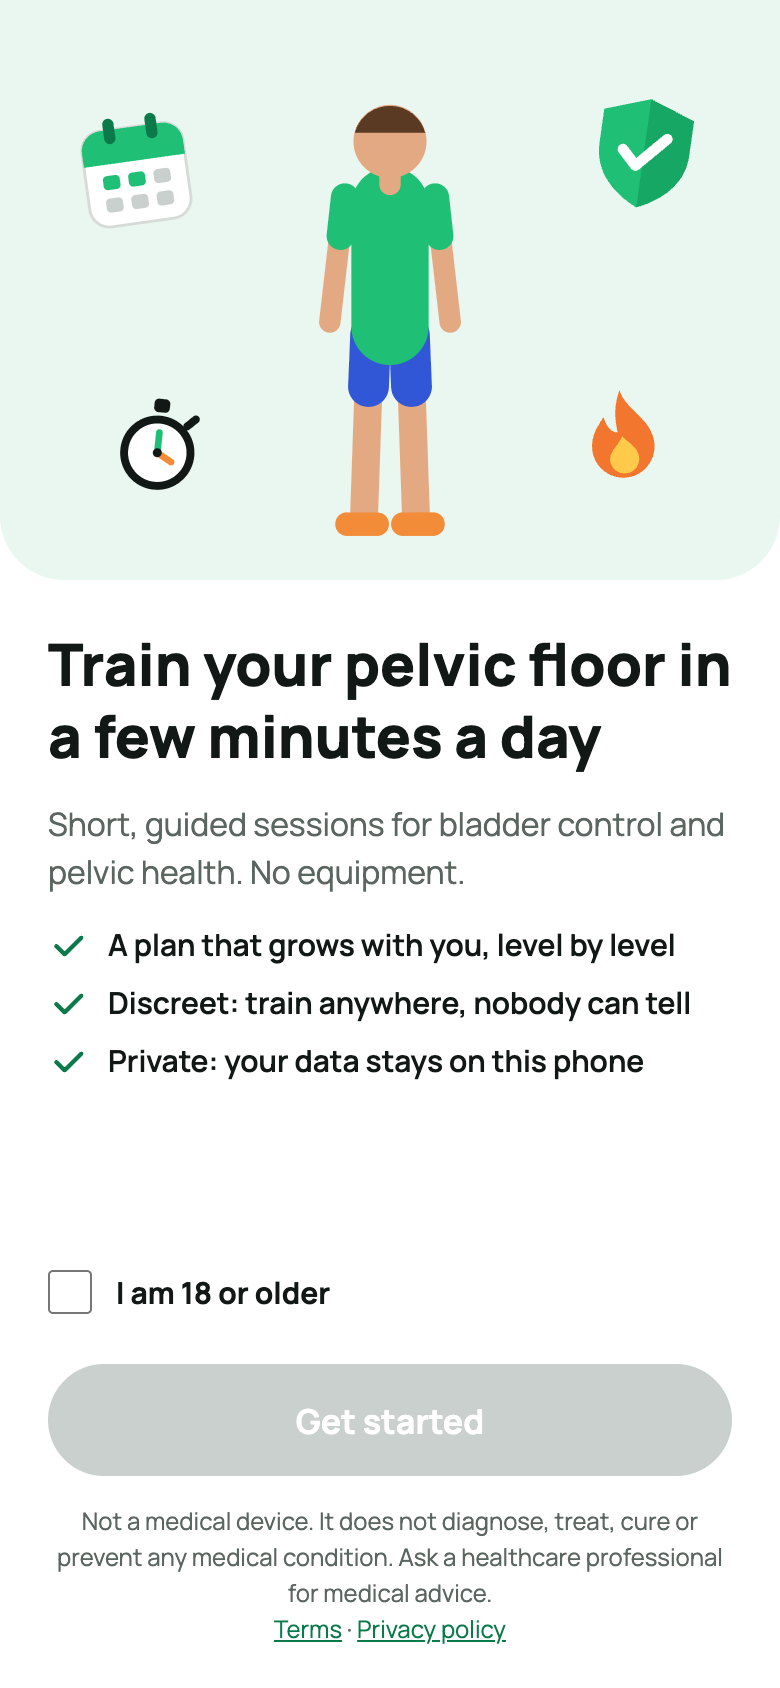 Train your pelvic floor in
a few minutes a day
Short, guided sessions for bladder control and
pelvic health. No equipment.
A plan that grows with you, level by level
Discreet: train anywhere, nobody can tell
Private: your data stays on this phone
I am 18 or older
Get started
Not a medical device. It does not diagnose, treat, cure or
prevent any medical condition. Ask a healthcare professional
for medical advice.
Terms · Privacy policy